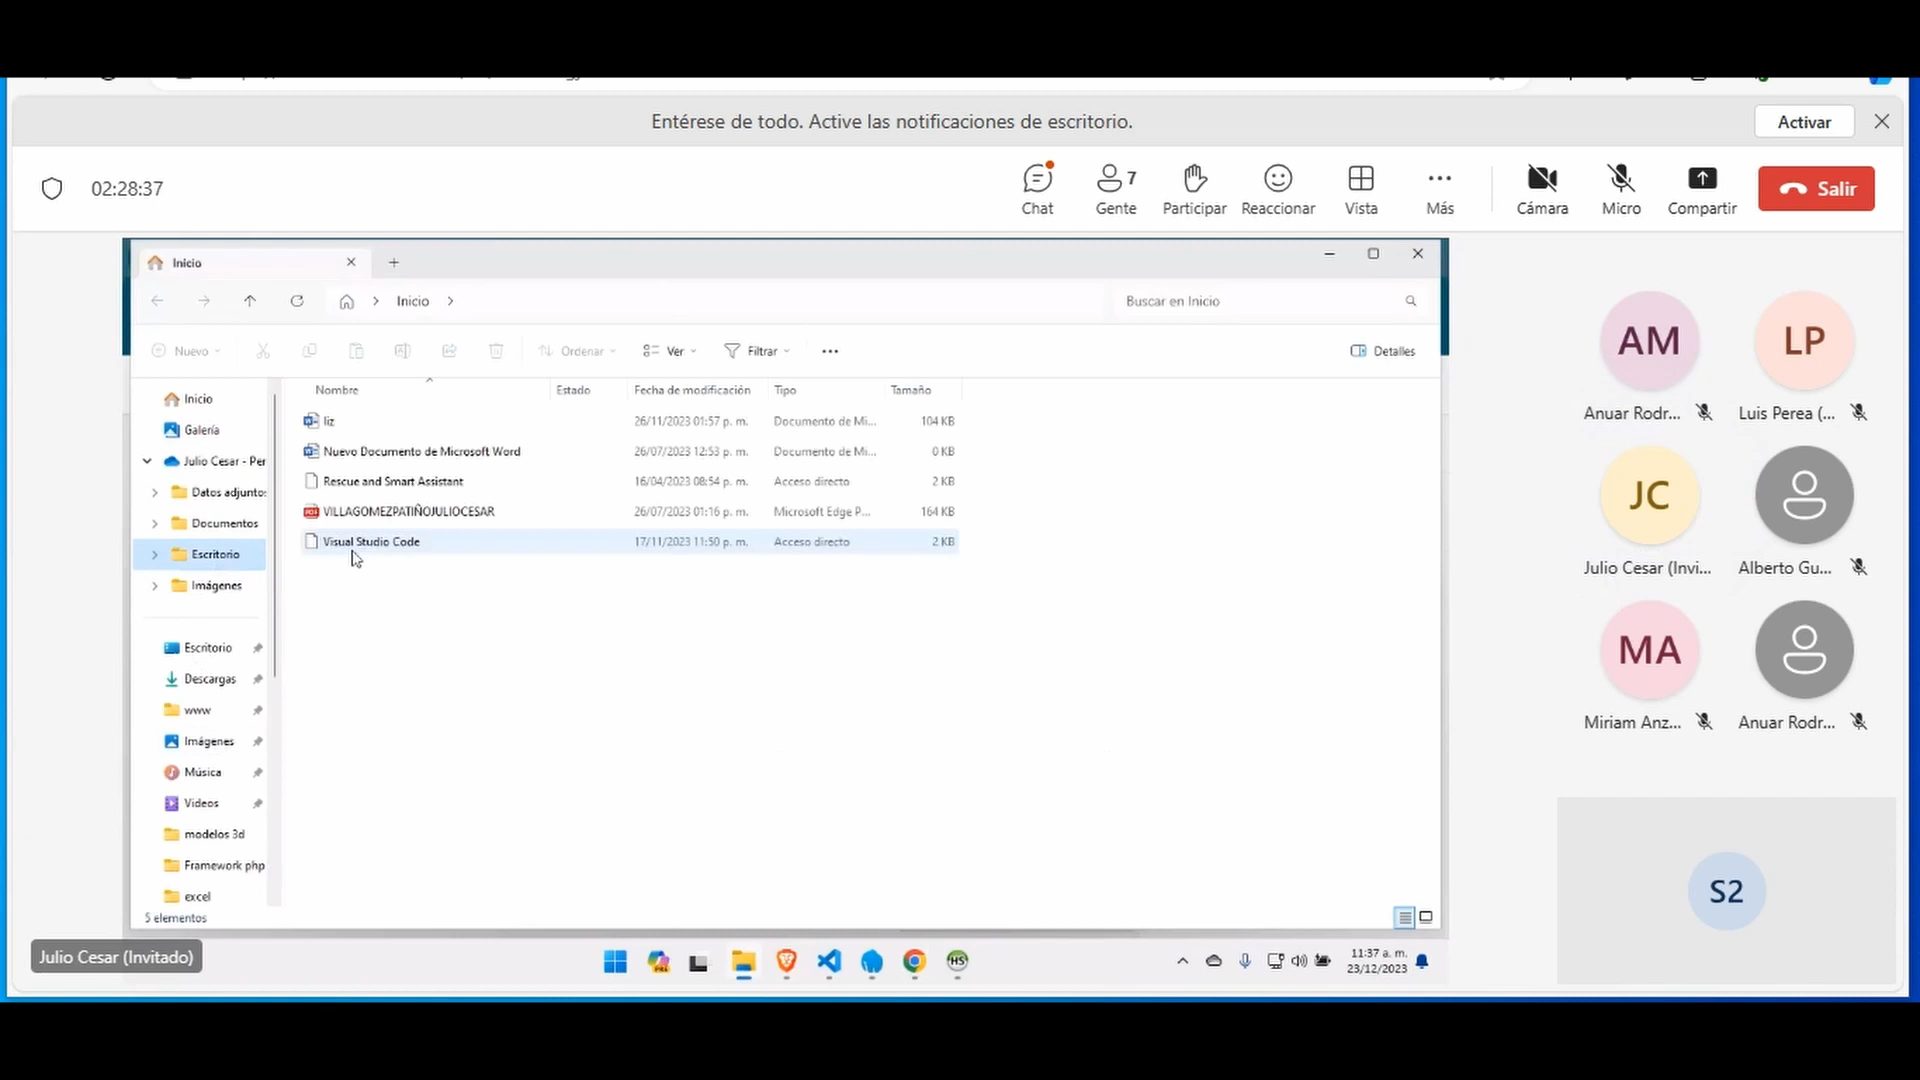 Entérese de todo. Active las notificaciones de escritorio.
Activar
02:28:37
Chat
7
Gente
Participar
Reaccionar
Vista
Más
Cámara
Micro
Compartir
Salir
Inicio
Inicio
Buscar en Inicio
Nuevo
Ordenar
Ver
Filtrar
Detalles
Nombre
Estado
Fecha de modificación
Tipo
Tamaño
liz
26/11/2023 01:57 p. m.
Documento de Mi...
104 KB
Nuevo Documento de Microsoft Word
26/07/2023 12:53 p. m.
Documento de Mi...
0 KB
Rescue and Smart Assistant
16/04/2023 08:54 p. m.
Acceso directo
2 KB
VILLAGOMEZPATIÑOJULIOCESAR
26/07/2023 01:16 p. m.
Microsoft Edge P...
164 KB
Visual Studio Code
17/11/2023 11:50 p. m.
Acceso directo
2 KB
Inicio
Galería
Julio Cesar - Per
Datos adjuntos
Documentos
Escritorio
Imágenes
Escritorio
Descargas
www
Imágenes
Música
Videos
modelos 3d
Framework php
excel
5 elementos
Julio Cesar (Invitado)
11:37 a. m.
23/12/2023
AM
Anuar Rodr...
LP
Luis Perea (...
JC
Julio Cesar (Invi...
Alberto Gu...
MA
Miriam Anz...
Anuar Rodr...
S2
HS